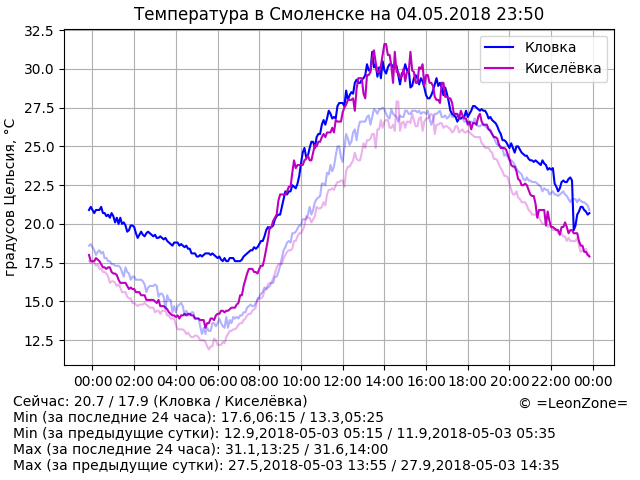 Температура в Смоленске на 04.05.2018 23:50
32.5
30.0
27.5
25.0
22.5
20.0
17.5
15.0
12.5
градусов Цельсия, °C
Кловка
Киселёвка
00:00 02:00 04:00 06:00 08:00 10:00 12:00 14:00 16:00 18:00 20:00 22:00 00:00
Сейчас: 20.7 / 17.9 (Кловка / Киселёвка)
© =LeonZone=
Min (за последние 24 часа): 17.6,06:15 / 13.3,05:25
Min (за предыдущие сутки): 12.9,2018-05-03 05:15 / 11.9,2018-05-03 05:35
Max (за последние 24 часа): 31.1,13:25 / 31.6,14:00
Max (за предыдущие сутки): 27.5,2018-05-03 13:55 / 27.9,2018-05-03 14:35